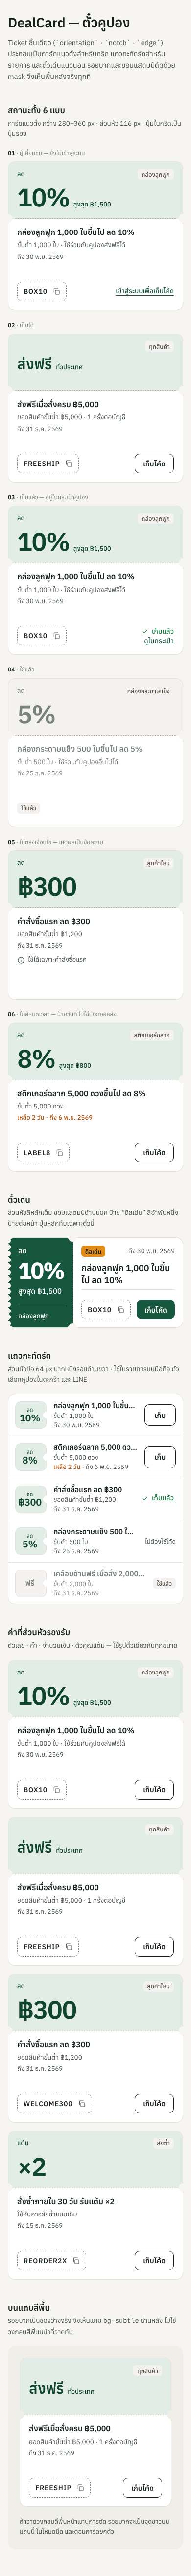 DealCard — ตั๋วคูปอง
Ticket ชิ้นเดียว (`orientation` · `notch` · `edge`)
ประกอบเป็นการ์ดแนวตั้งสำหรับกริด แถวกะทัดรัดสำหรับ
รายการ และตั๋วเด่นแนวนอน รอยบากและขอบแสตมป์ตัดด้วย
mask จึงเห็นพื้นหลังจริงทุกที่
สถานะทั้ง 6 แบบ
การ์ดแนวตั้ง กว้าง 280–360 px · ส่วนหัว 116 px · ปุ่มในกริดเป็น
ปุ่มรอง
01 · ผู้เยี่ยมชม — ยังไม่เข้าสู่ระบบ
ลด
กล่องลูกฟูก
10% สูงสุด ฿1,500
กล่องลูกฟูก 1,000 ใบขึ้นไป ลด 10%
ขั้นต่ำ 1,000 ใบ · ใช้ร่วมกับคูปองส่งฟรีได้
ถึง 30 พ.ย. 2569
BOX10
เข้าสู่ระบบเพื่อเก็บโค้ด
02 · เก็บได้
ทุกสินค้า
ส่งฟรี ทั่วประเทศ
ส่งฟรีเมื่อสั่งครบ ฿5,000
ยอดสินค้าขั้นต่ำ ฿5,000 · 1 ครั้งต่อบัญชี
ถึง 31 ธ.ค. 2569
FREESHIP
เก็บโค้ด
03 · เก็บแล้ว — อยู่ในกระเป๋าคูปอง
ลด
กล่องลูกฟูก
10% สูงสุด ฿1,500
กล่องลูกฟูก 1,000 ใบขึ้นไป ลด 10%
ขั้นต่ำ 1,000 ใบ · ใช้ร่วมกับคูปองส่งฟรีได้
ถึง 30 พ.ย. 2569
BOX10
เก็บแล้ว
ดูในกระเป๋า
04 · ใช้แล้ว
ลด
กล่องกระดาษแข็ง
5%
กล่องกระดาษแข็ง 500 ใบขึ้นไป ลด 5%
ขั้นต่ำ 500 ใบ · ใช้ร่วมกับคูปองอื่นไม่ได้
ถึง 25 ธ.ค. 2569
ใช้แล้ว
05 · ไม่ตรงเงื่อนไข — เหตุผลเป็นข้อความ
ลด
ลูกค้าใหม่
฿300
คำสั่งซื้อแรก ลด ฿300
ยอดสินค้าขั้นต่ำ ฿1,200
ถึง 31 ธ.ค. 2569
ใช้ได้เฉพาะคำสั่งซื้อแรก
06 · ใกล้หมดเวลา — ป้ายวันที่ ไม่ใช่นับถอยหลัง
ลด
สติกเกอร์ฉลาก
8% สูงสุด ฿800
สติกเกอร์ฉลาก 5,000 ดวงขึ้นไป ลด 8%
ขั้นต่ำ 5,000 ดวง
เหลือ 2 วัน · ถึง 6 พ.ย. 2569
LABEL8
เก็บโค้ด
ตั๋วเด่น
ส่วนหัวสีหลักเต็ม ขอบแสตมป์ด้านนอก ป้าย “ดีลเด่น” สีอำพันหนึ่ง
ป้ายต่อหน้า ปุ่มหลักทึบเฉพาะตั๋วนี้
ลด
10%
สูงสุด ฿1,500
กล่องลูกฟูก
ดีลเด่น
ถึง 30 พ.ย. 2569
กล่องลูกฟูก 1,000 ใบขึ้น
ไป ลด 10%
BOX10
เก็บโค้ด
แถวกะทัดรัด
ส่วนหัวย่อ 64 px บากหนึ่งรอยด้านขวา · ใช้ในรายการบนมือถือ ตัว
เลือกคูปองในตะกร้า และ LINE
ลด
10%
กล่องลูกฟูก 1,000 ใบขึ้น...
ขั้นต่ำ 1,000 ใบ
ถึง 30 พ.ย. 2569
เก็บ
ลด
8%
สติกเกอร์ฉลาก 5,000 ดว...
ขั้นต่ำ 5,000 ดวง
เหลือ 2 วัน · ถึง 6 พ.ย. 2569
เก็บ
ลด
฿300
คำสั่งซื้อแรก ลด ฿300
ยอดสินค้าขั้นต่ำ ฿1,200
ถึง 31 ธ.ค. 2569
เก็บแล้ว
ลด
5%
กล่องกระดาษแข็ง 500 ใ...
ขั้นต่ำ 500 ใบ
ถึง 25 ธ.ค. 2569
ไม่ต้องใช้โค้ด
ฟรี
เคลือบด้านฟรี เมื่อสั่ง 2,000...
ขั้นต่ำ 2,000 ใบ
ถึง 31 ธ.ค. 2569
ใช้แล้ว
ค่าที่ส่วนหัวรองรับ
ตัวเลข · คำ · จำนวนเงิน · ตัวคูณแต้ม — ใช้รูปตั๋วเดียวกันทุกขนาด
ลด
กล่องลูกฟูก
10% สูงสุด ฿1,500
กล่องลูกฟูก 1,000 ใบขึ้นไป ลด 10%
ขั้นต่ำ 1,000 ใบ · ใช้ร่วมกับคูปองส่งฟรีได้
ถึง 30 พ.ย. 2569
BOX10
เก็บโค้ด
ทุกสินค้า
ส่งฟรี ทั่วประเทศ
ส่งฟรีเมื่อสั่งครบ ฿5,000
ยอดสินค้าขั้นต่ำ ฿5,000 · 1 ครั้งต่อบัญชี
ถึง 31 ธ.ค. 2569
FREESHIP
เก็บโค้ด
ลด
ลูกค้าใหม่
฿300
คำสั่งซื้อแรก ลด ฿300
ยอดสินค้าขั้นต่ำ ฿1,200
ถึง 31 ธ.ค. 2569
WELCOME300
เก็บโค้ด
แต้ม
สั่งซ้ำ
×2
สั่งซ้ำภายใน 30 วัน รับแต้ม ×2
ใช้กับการสั่งซ้ำแบบเดิม
ถึง 15 ธ.ค. 2569
REORDER2X
เก็บโค้ด
บนแถบสีพื้น
รอยบากเป็นช่องว่างจริง จึงเห็นแถบ bg-subtle ด้านหลัง ไม่ใช่
วงกลมสีพื้นหน้าที่วาดทับ
ทุกสินค้า
ส่งฟรี ทั่วประเทศ
ส่งฟรีเมื่อสั่งครบ ฿5,000
ยอดสินค้าขั้นต่ำ ฿5,000 · 1 ครั้งต่อบัญชี
ถึง 31 ธ.ค. 2569
FREESHIP
เก็บโค้ด
ถ้าวาดวงกลมสีพื้นหน้าแทนการตัด รอยบากจะเป็นจุดขาวบน
แถบนี้ ในโหมดมืด และตอนการ์ดยกตัว